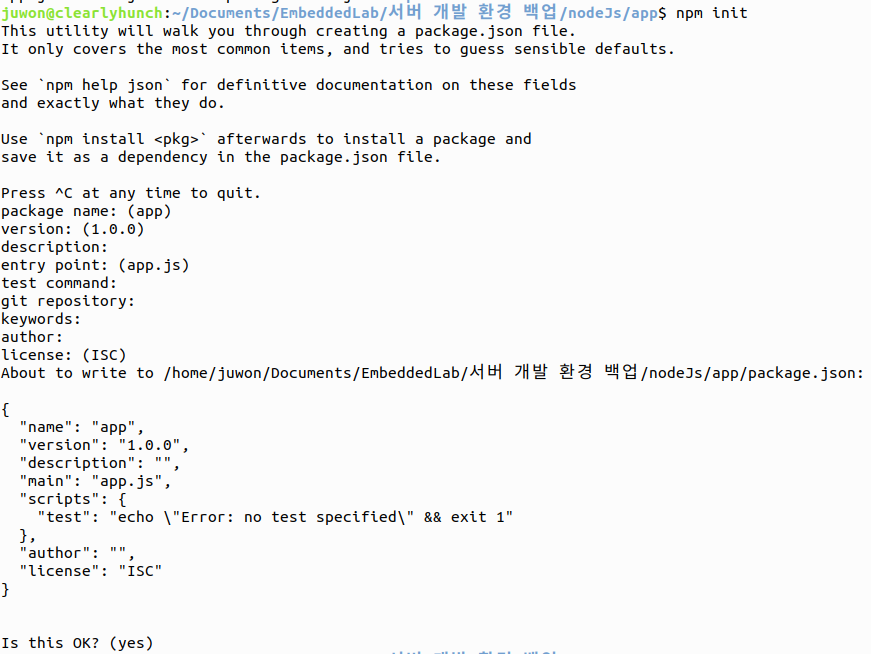 juwon@clearlyhunch:~/Documents/EmbeddedLab/서버 개발 환경 백업/nodeJs/app$ npm init
This utility will walk you through creating a package.json file.
It only covers the most common items, and tries to guess sensible defaults.
See `npm help json` for definitive documentation on these fields
and exactly what they do.
Use `npm install <pkg>` afterwards to install a package and
save it as a dependency in the package.json file.
Press ^C at any time to quit.
package name: (app)
version: (1.0.0)
description:
entry point: (app.js)
test command:
git repository:
keywords:
author:
license: (ISC)
About to write to /home/juwon/Documents/EmbeddedLab/서버 개발 환경 백업/nodeJs/app/package.json:
{
  "name": "app",
  "version": "1.0.0",
  "description": "",
  "main": "app.js",
  "scripts": {
    "test": "echo \"Error: no test specified\" && exit 1"
  },
  "author": "",
  "license": "ISC"
}
Is this OK? (yes)